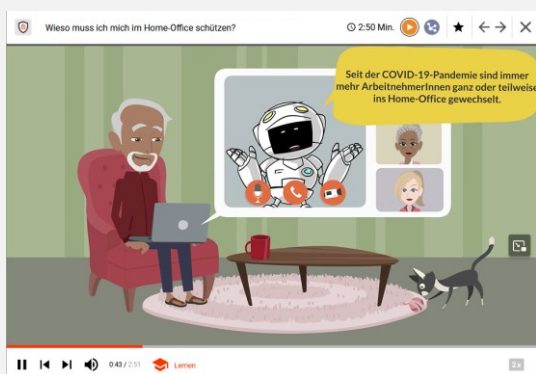 Wieso muss ich mich im Home-Office schützen?
2:50 Min.
Seit der COVID-19-Pandemie sind immer
mehr ArbeitnehmerInnen ganz oder teilweise
ins Home-Office gewechselt.
0:43 / 2:51
Lernen
2x